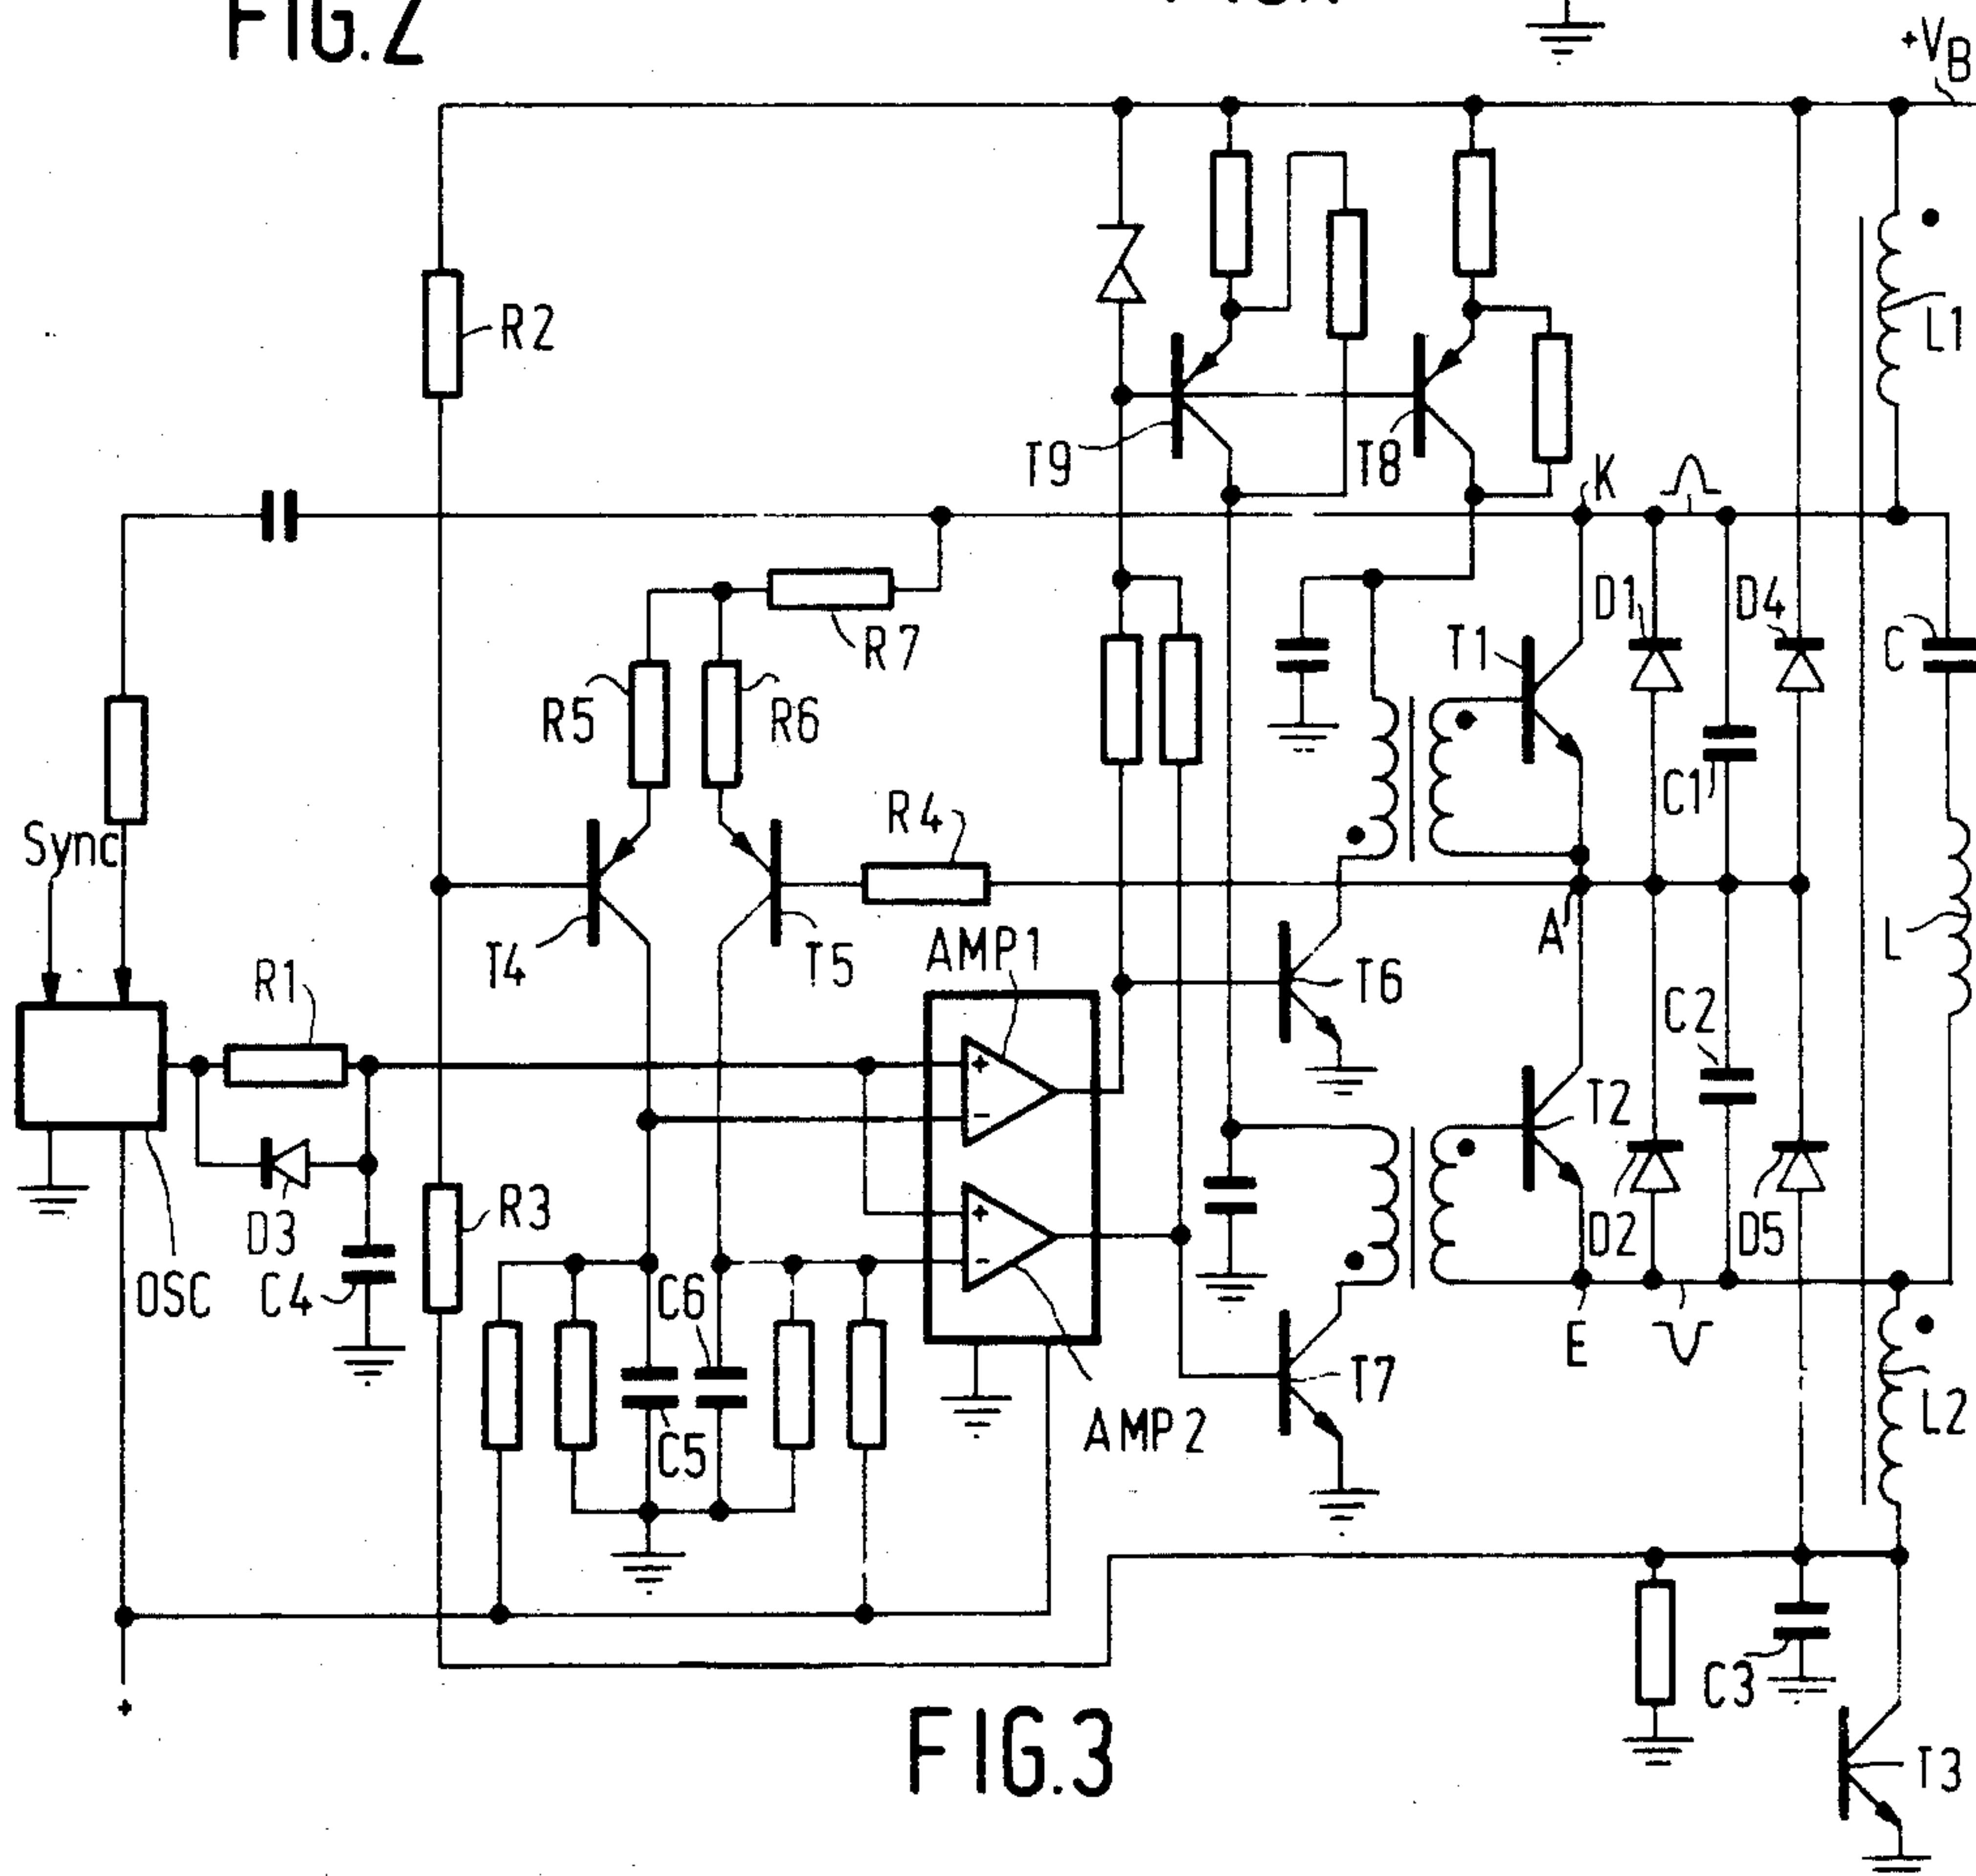 FIG.2
+VB
R2
L1
T9
T8
K
D1
D4
R7
T1
C
R5
R6
C1
R4
Sync
T4
T5
AMP1
A
L
R1
T6
C2
+
-
T2
R3
+
D3
D2
D5
OSC
C4
C6
-
E
T7
C5
AMP2
L2
C3
+
FIG.3
T3